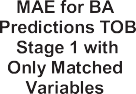 MAE for BA
Predictions TOB
Stage 1 with
Only Matched
Variables